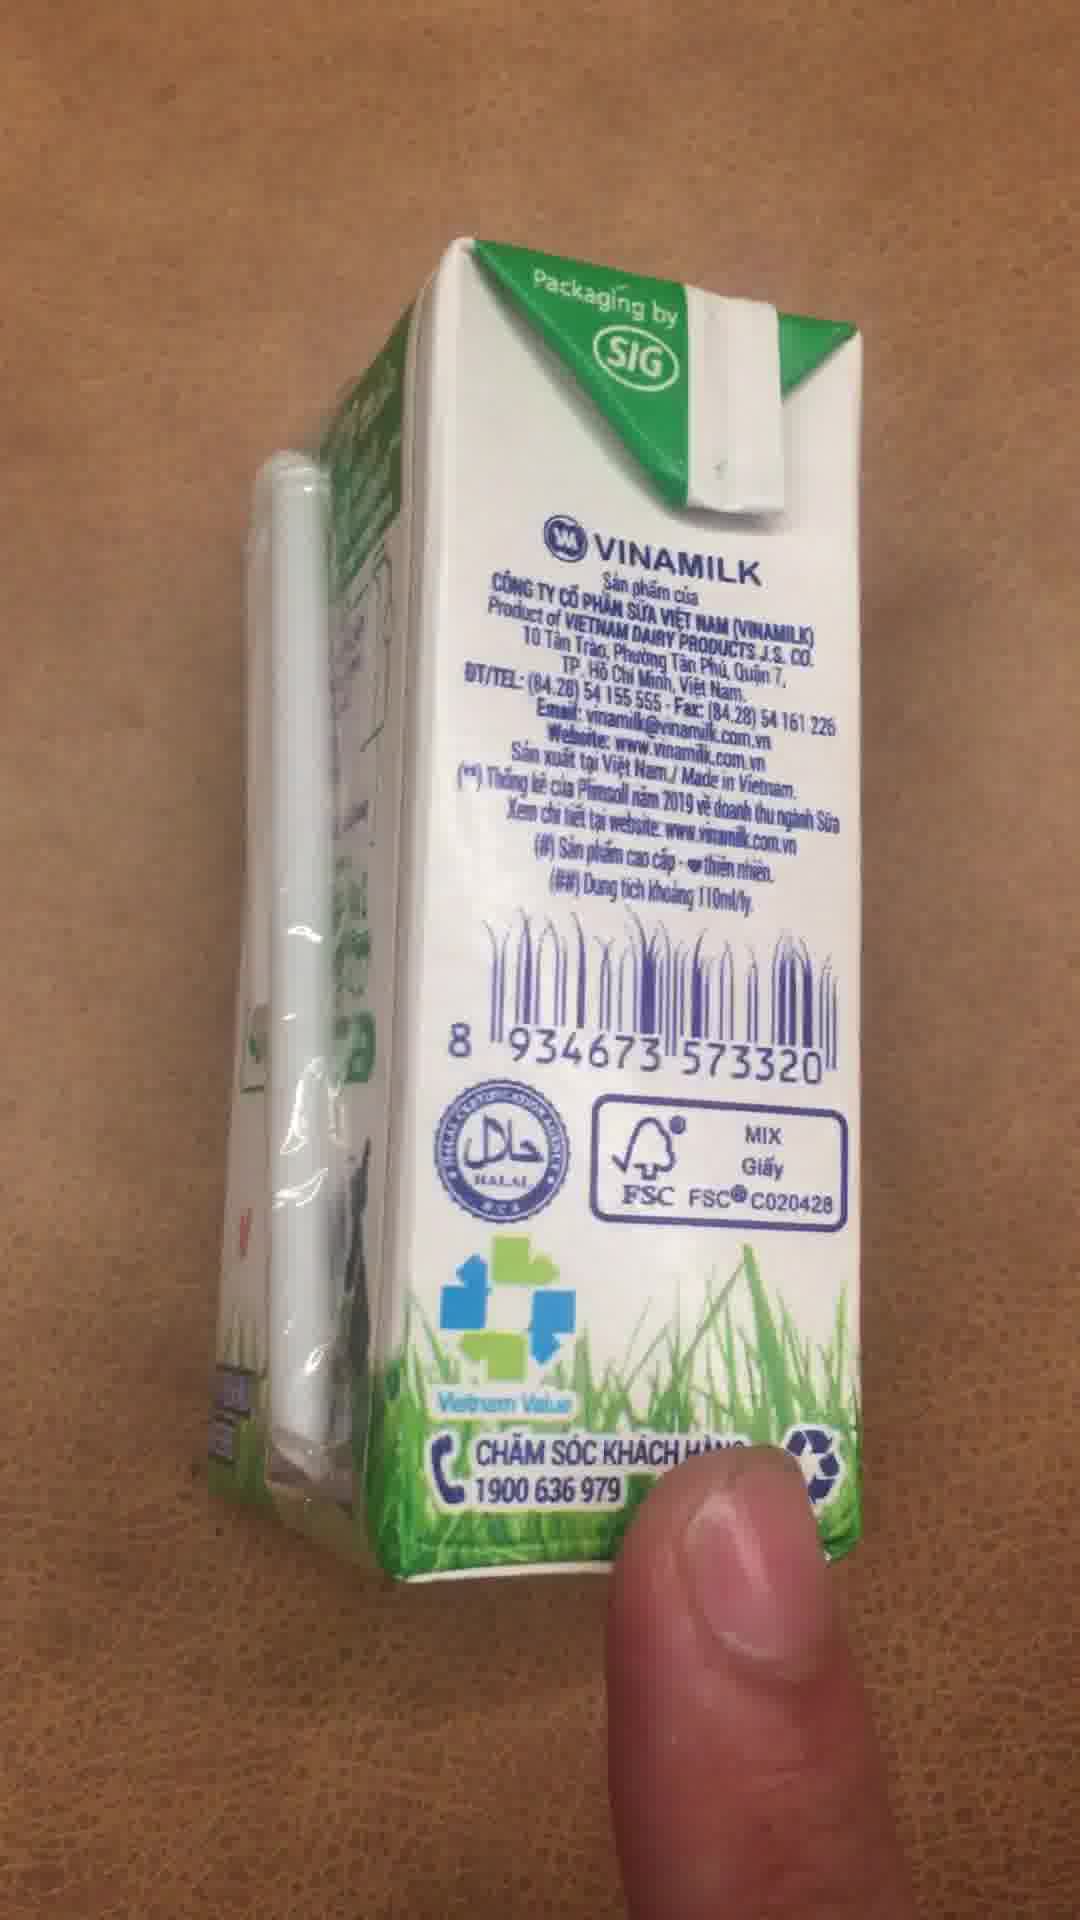 Packaging by
SIG
VINAMILK
Sản phẩm của
CÔNG TY CỔ PHẦN SỮA VIỆT NAM (VINAMILK)
Product of VIETNAM DAIRY PRODUCTS J.S. CO.
10 Tân Trào, Phường Tân Phú, Quận 7,
TP. Hồ Chí Minh, Việt Nam.
ĐT/TEL: (84.28) 54 155 555 - Fax: (84.28) 54 161 226
Email: vinamilk@vinamilk.com.vn
Website: www.vinamilk.com.vn
Sản xuất tại Việt Nam / Made in Vietnam.
(**) Thống kê của Plimsoll năm 2019 về doanh thu ngành Sữa
Xem chi tiết tại website: www.vinamilk.com.vn
(#) Sản phẩm cao cấp - thiên nhiên.
(##) Dung tích khoảng 110ml/ly.
8 934673 573320
HALAL CERTIFICATION AGENCY
حلال
HALAL
MIX
Giấy
FSC
FSC® C020428
Vietnam Value
CHĂM SÓC KHÁCH HÀNG
1900 636 979